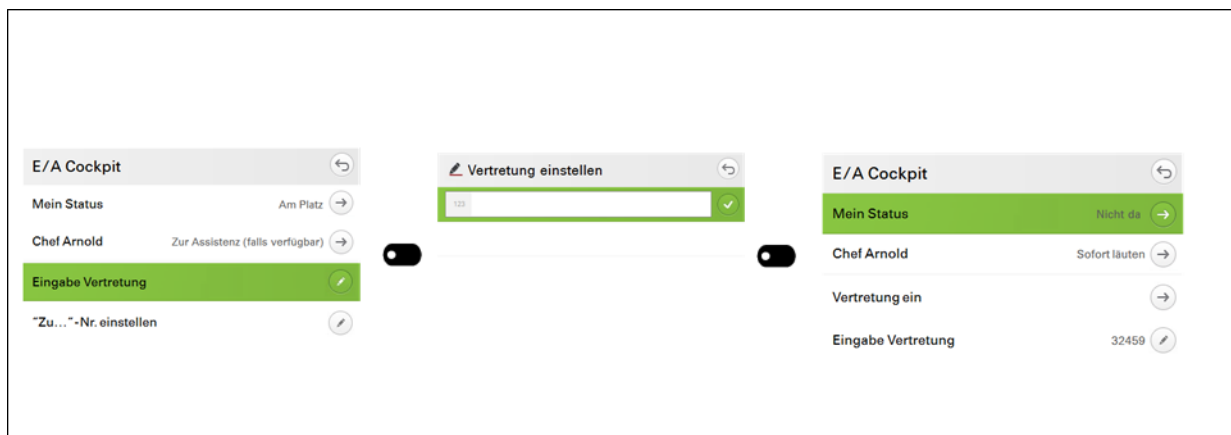 E/A Cockpit
Mein Status Am Platz
Chef Arnold Zur Assistenz (falls verfügbar)
Eingabe Vertretung
˝Zu...˝-Nr. einstellen
Vertretung einstellen
123
E/A Cockpit
Mein Status Nicht da
Chef Arnold Sofort läuten
Vertretung ein
Eingabe Vertretung 32459